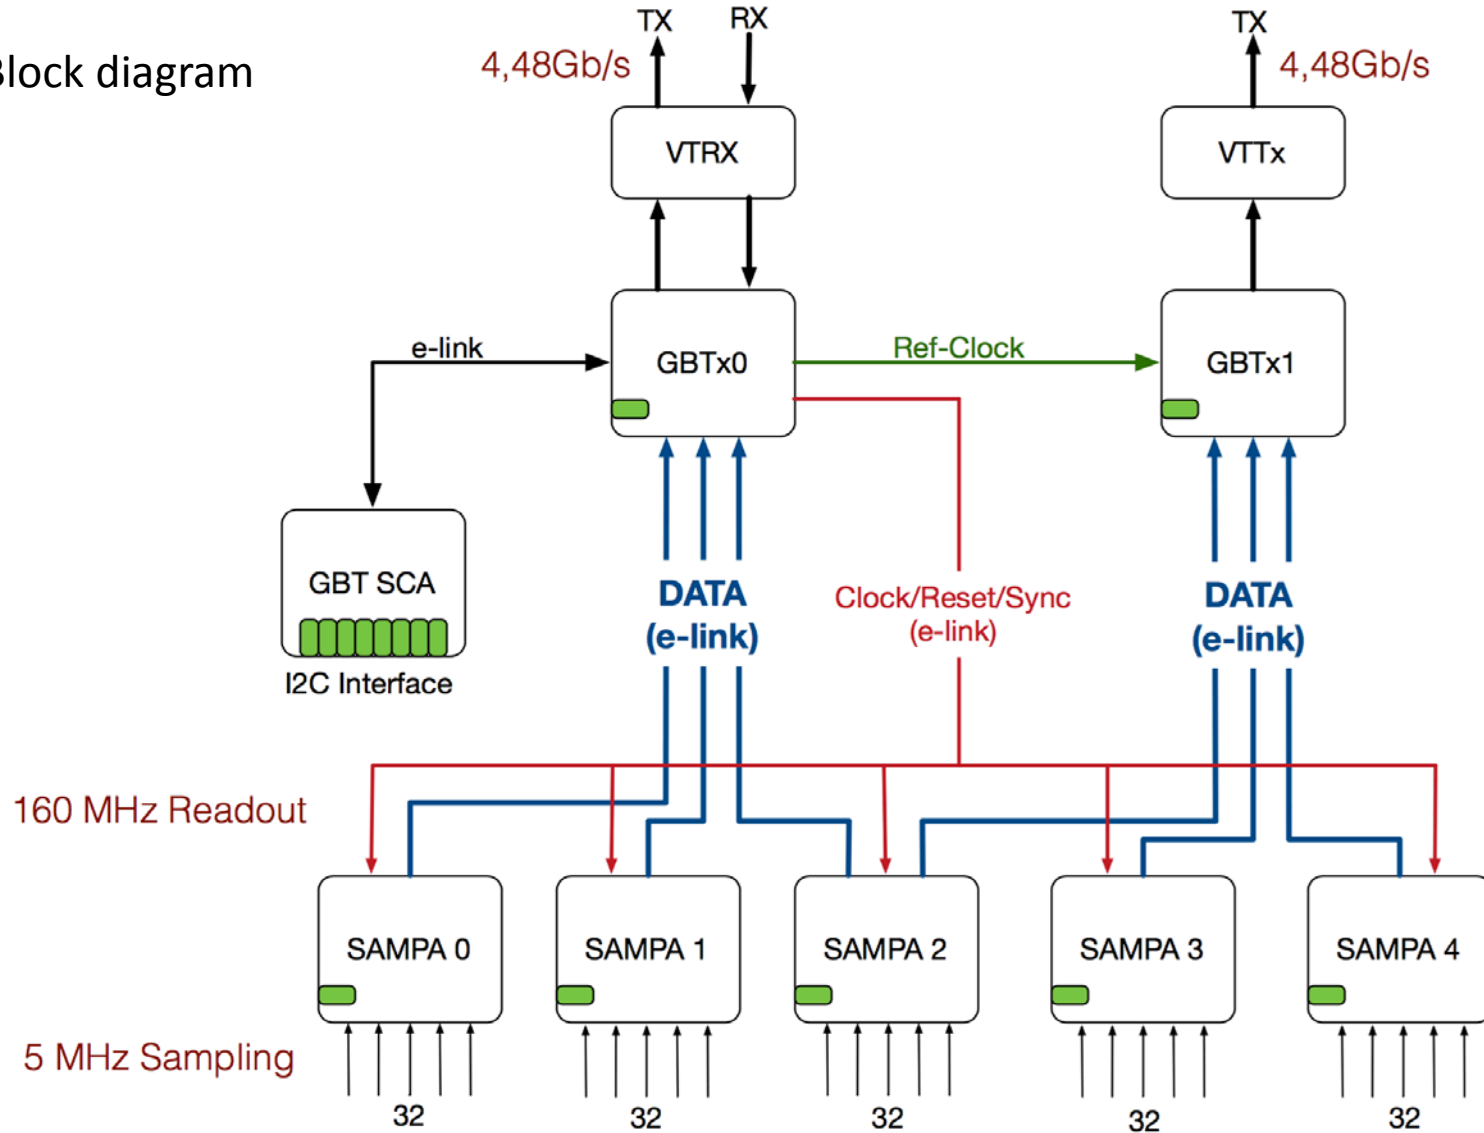 Block diagram
TX
RX
TX
4,48Gb/s
4,48Gb/s
VTRX
VTTx
e-link
GBTx0
Ref-Clock
GBTx1
GBT SCA
I2C Interface
DATA
(e-link)
Clock/Reset/Sync
(e-link)
DATA
(e-link)
160 MHz Readout
SAMPA 0
SAMPA 1
SAMPA 2
SAMPA 3
SAMPA 4
5 MHz Sampling
32
32
32
32
32